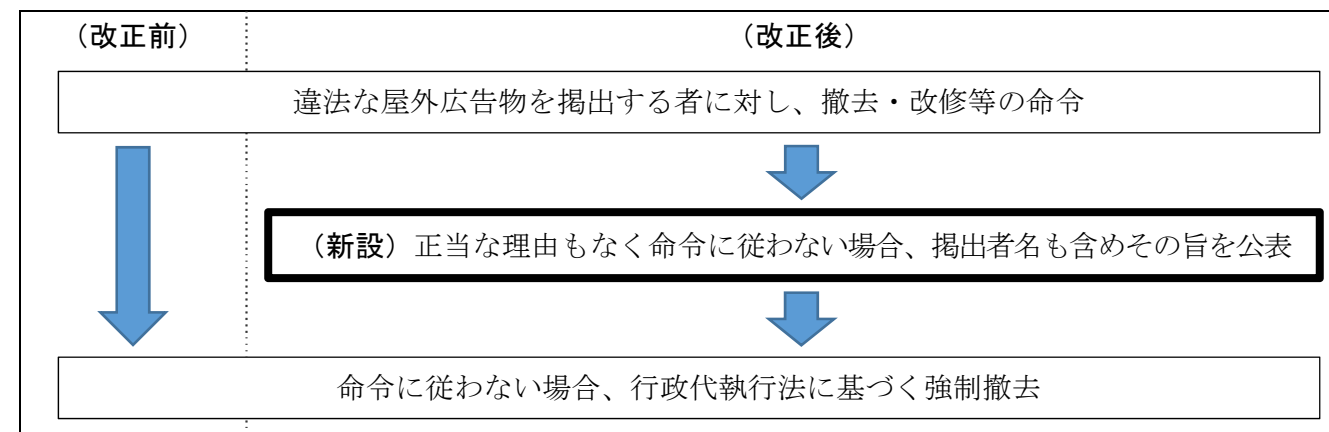 （改正前）
（改正後）
違法な屋外広告物を掲出する者に対し、撤去・改修等の命令
（新設）正当な理由もなく命令に従わない場合、掲出者名も含めその旨を公表
命令に従わない場合、行政代執行法に基づく強制撤去